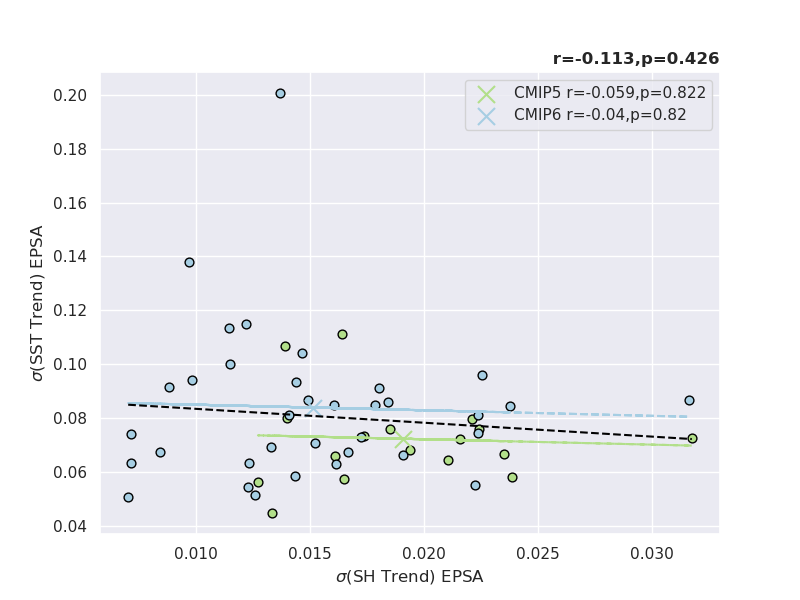 r=-0.113,p=0.426
CMIP5 r=-0.059,p=0.822
CMIP6 r=-0.04,p=0.82
0.20
0.18
0.16
0.14
0.12
0.10
0.08
0.06
0.04
σ(SST Trend) EPSA
0.010 0.015 0.020 0.025 0.030
σ(SH Trend) EPSA